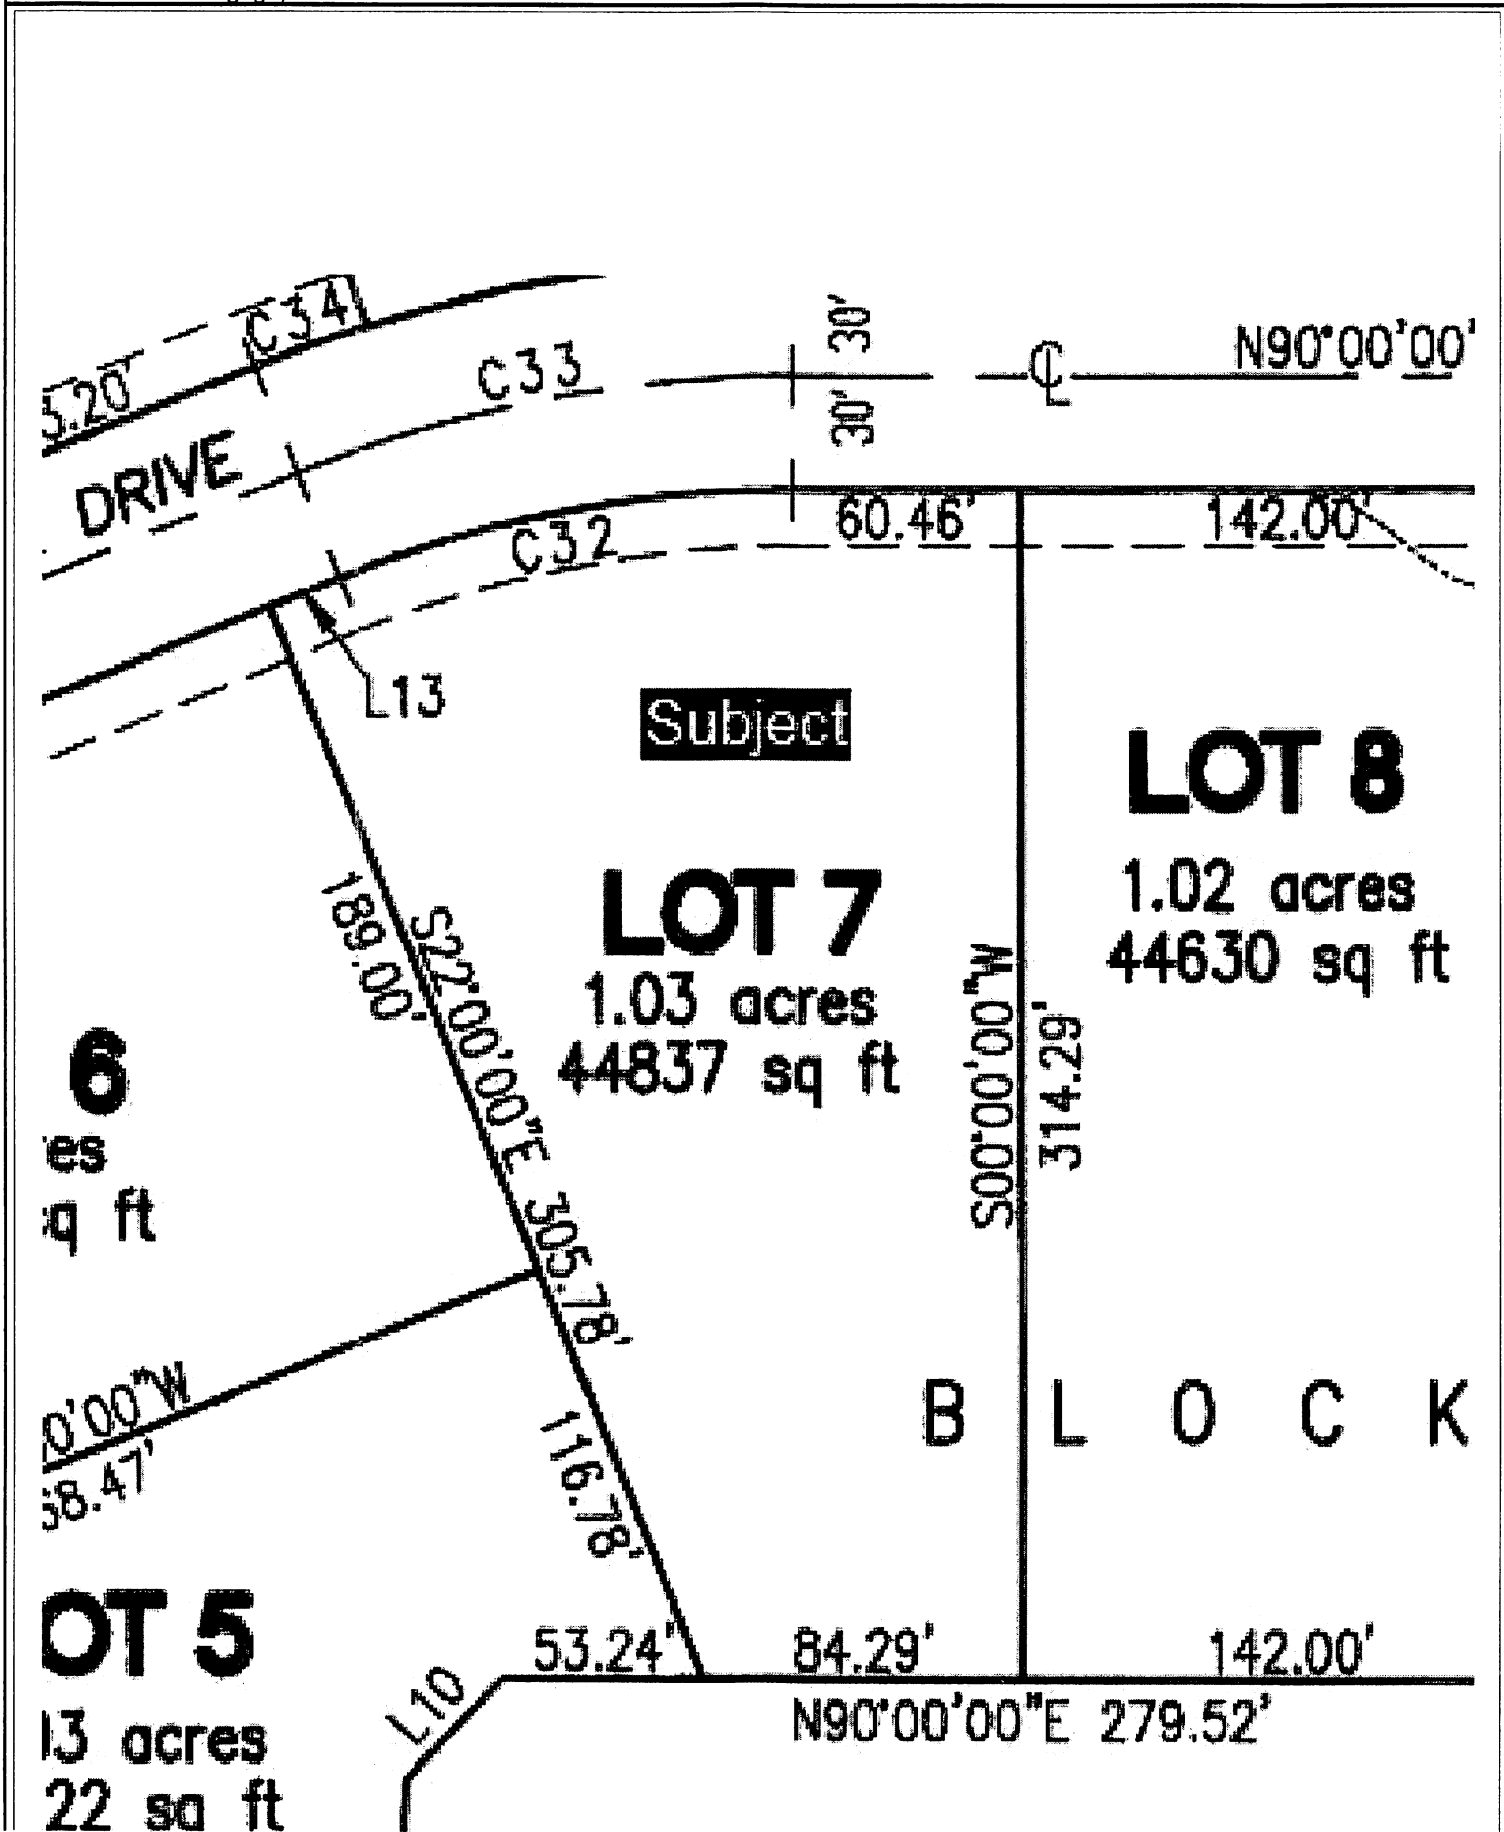 C34
5.20'
C33
30'
30'
℄
N90°00'00"
DRIVE
C32
60.46'
142.00'
L13
Subject
LOT 8
1.02 acres
44630 sq ft
LOT 7
1.03 acres
44837 sq ft
189.00'
S22°00'00"E 305.78'
S00°00'00"W
314.29'
6
es
q ft
0'00"W
58.47'
116.78'
B L O C K
OT 5
13 acres
22 sq ft
L10
53.24'
84.29'
142.00'
N90°00'00"E 279.52'